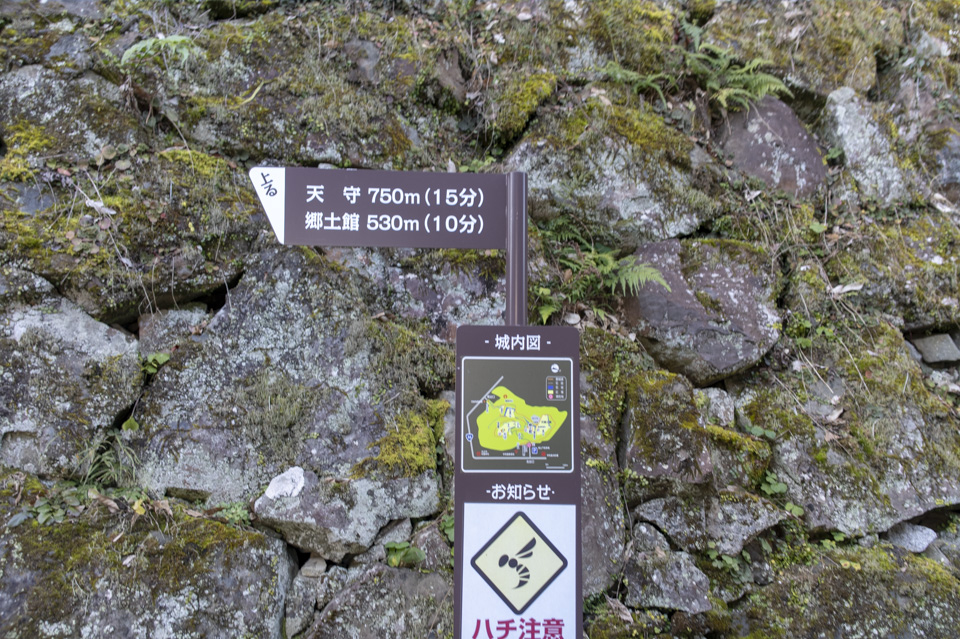 上る
天 守 750m(15分)
郷土館 530m(10分)
- 城内図 -
-お知らせ-
ハチ注意